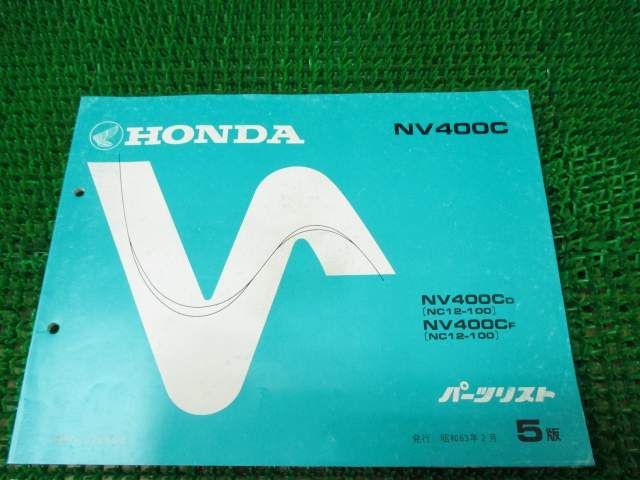 HONDA
NV400C
NV400CD
[NC12-100]
NV400CF
[NC12-100]
パーツリスト
発行 昭和63年2月 5版